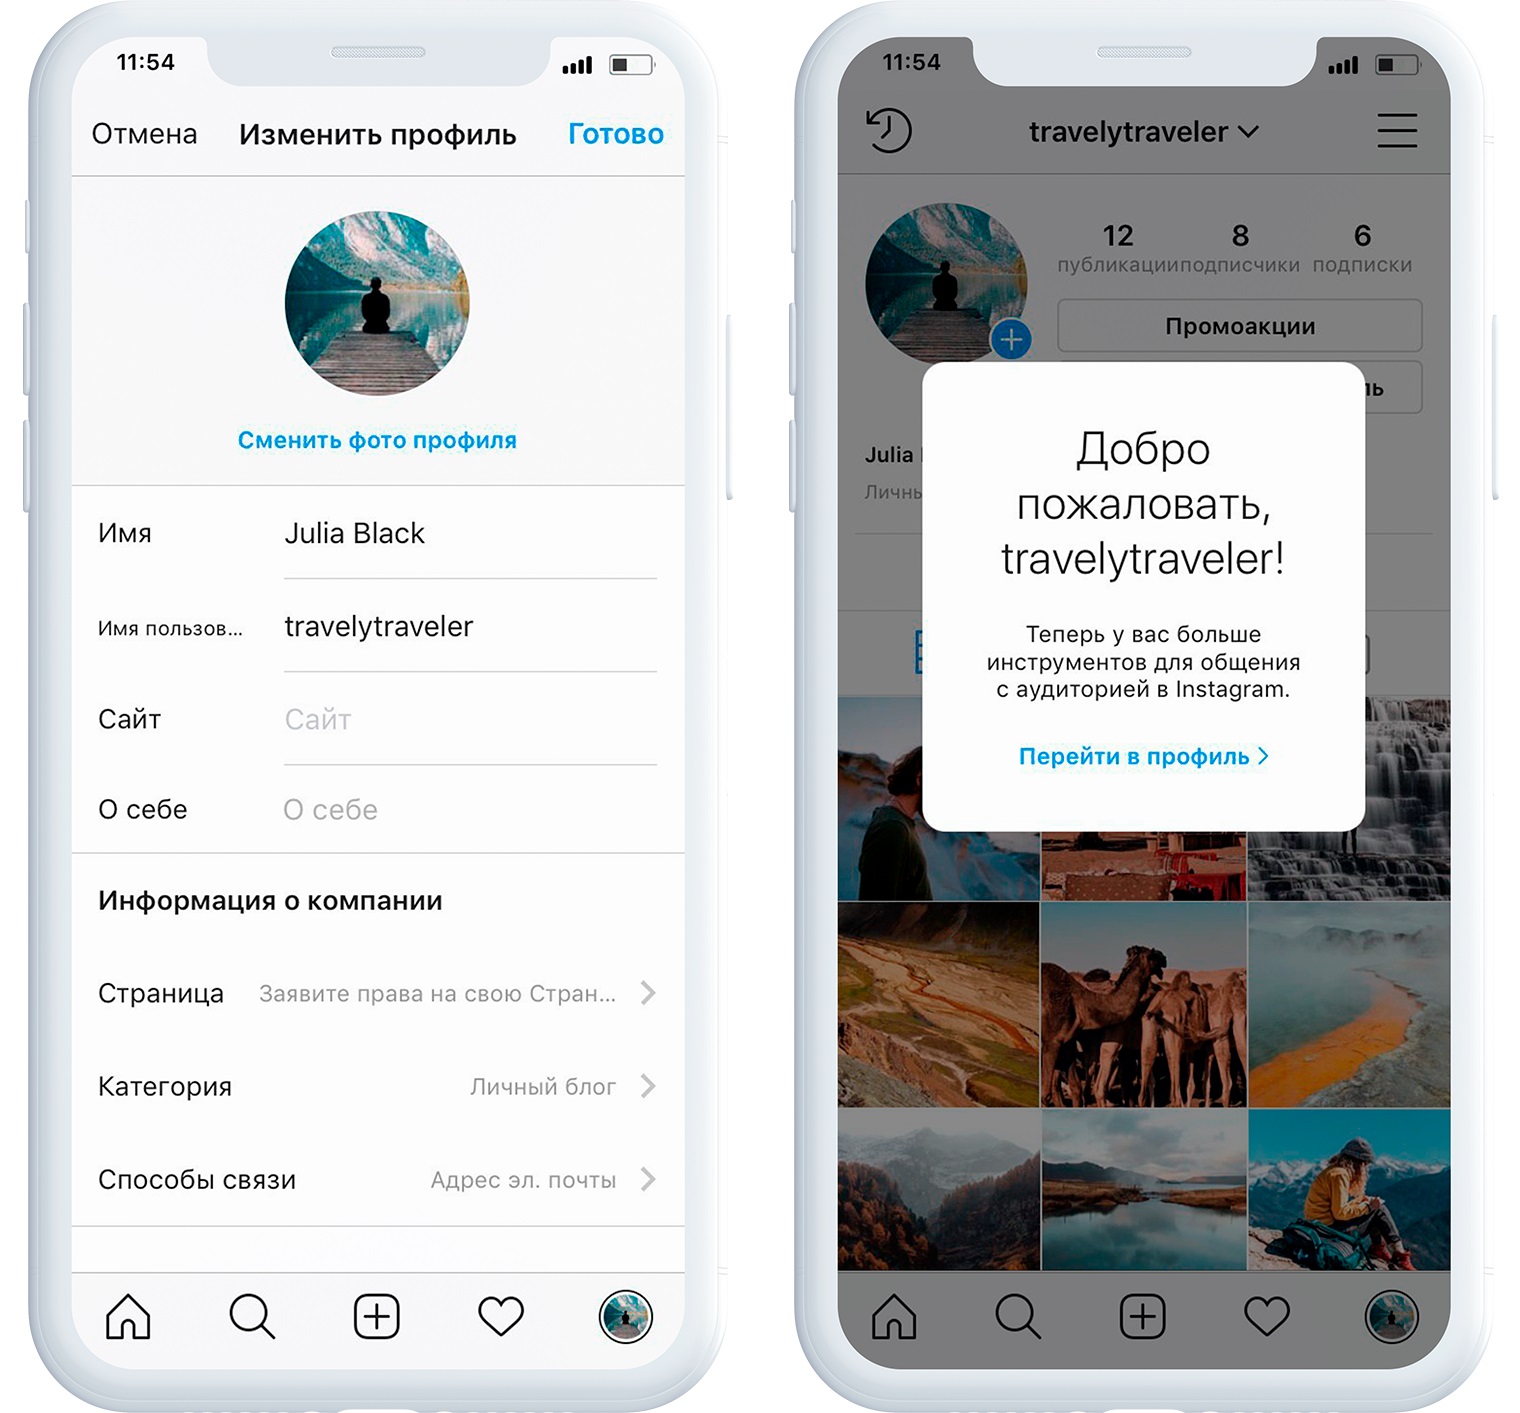 11:54
Отмена Изменить профиль Готово
Сменить фото профиля
Имя Julia Black
Имя пользов... travelytraveler
Сайт Сайт
О себе О себе
Информация о компании
Страница Заявите права на свою Стран...
Категория Личный блог
Способы связи Адрес эл. почты
11:54
travelytraveler
12 8 6
публикации подписчики подписки
Промоакции
Julia
Добро
пожаловать,
travelytraveler!
Теперь у вас больше
инструментов для общения
с аудиторией в Instagram.
Перейти в профиль